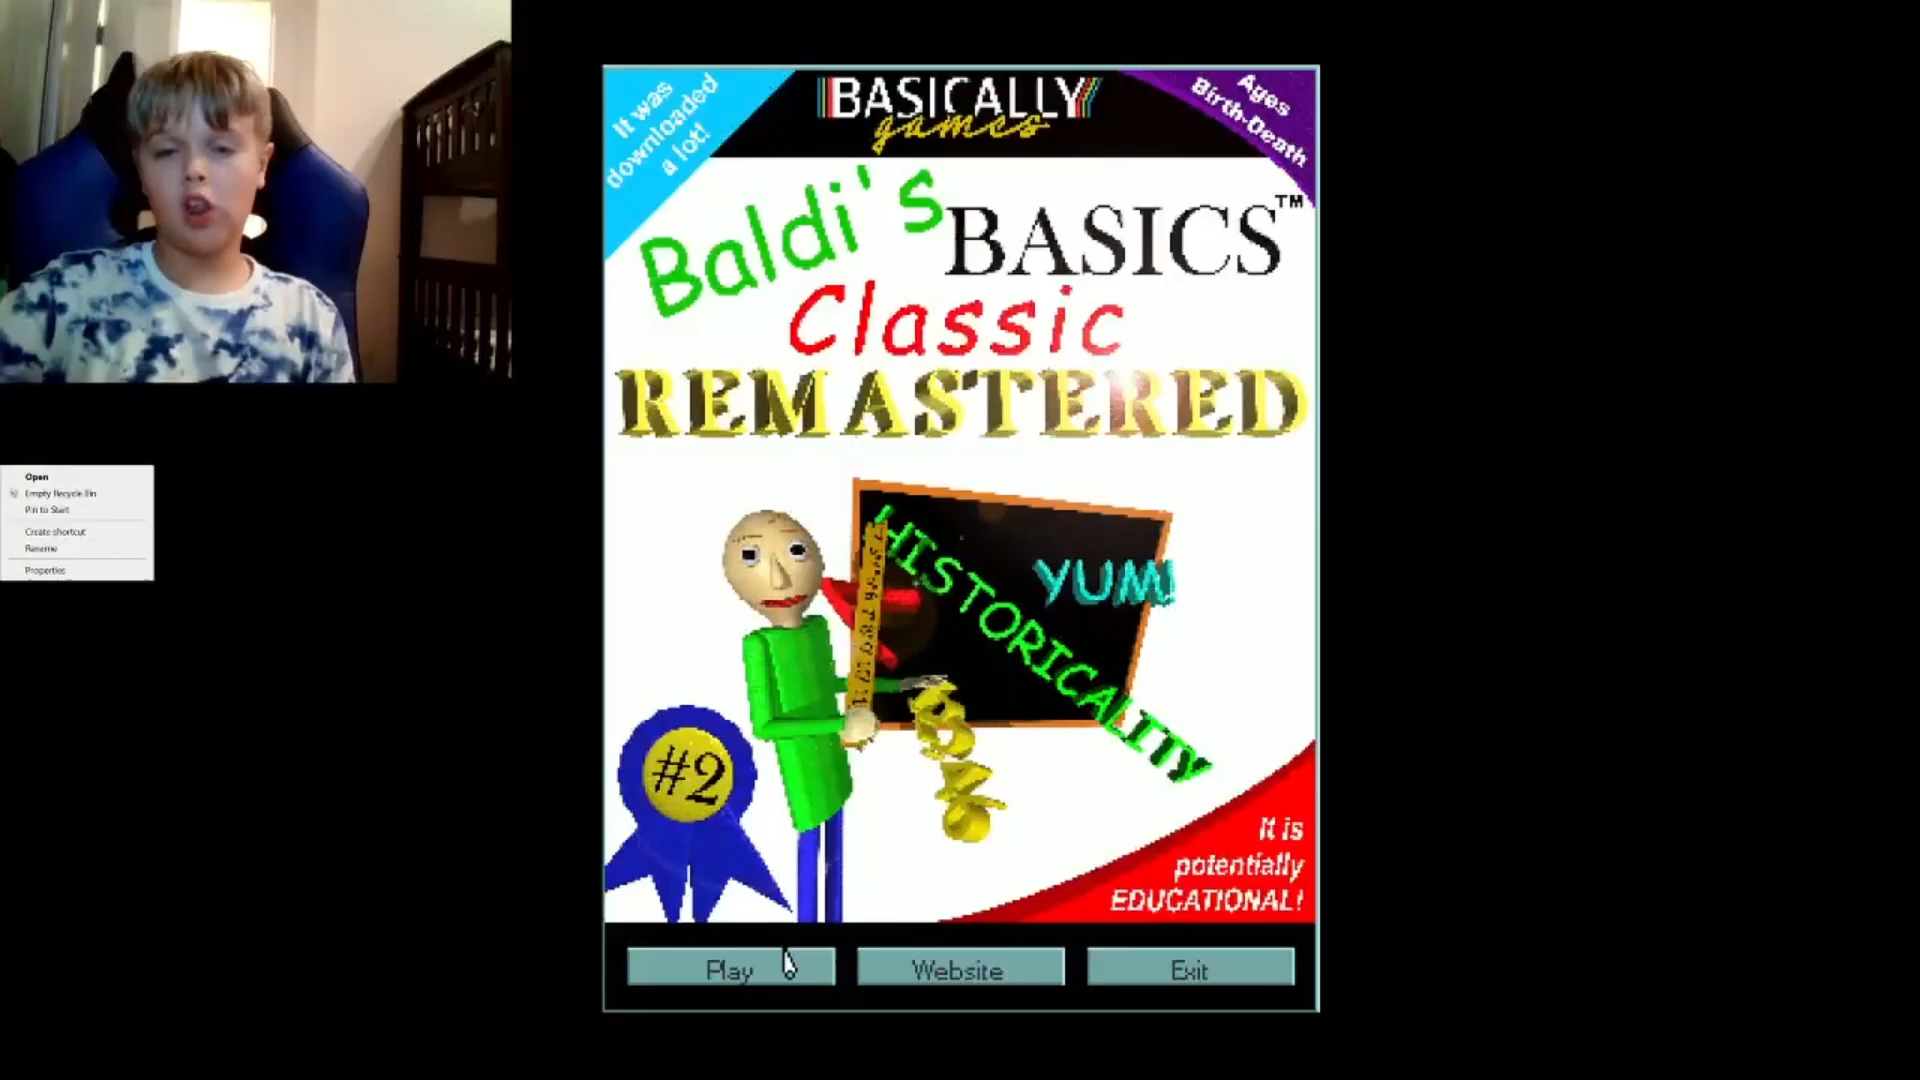 It was
downloaded
a lot!
BASICALLY
games
Ages
Birth-Death
Baldi's
BASICS™
Classic
REMASTERED
HISTORICALITY
YUM!
#2
It is
potentially
EDUCATIONAL!
Play
Website
Exit
Open
Empty Recycle Bin
Pin to Start
Create shortcut
Rename
Properties